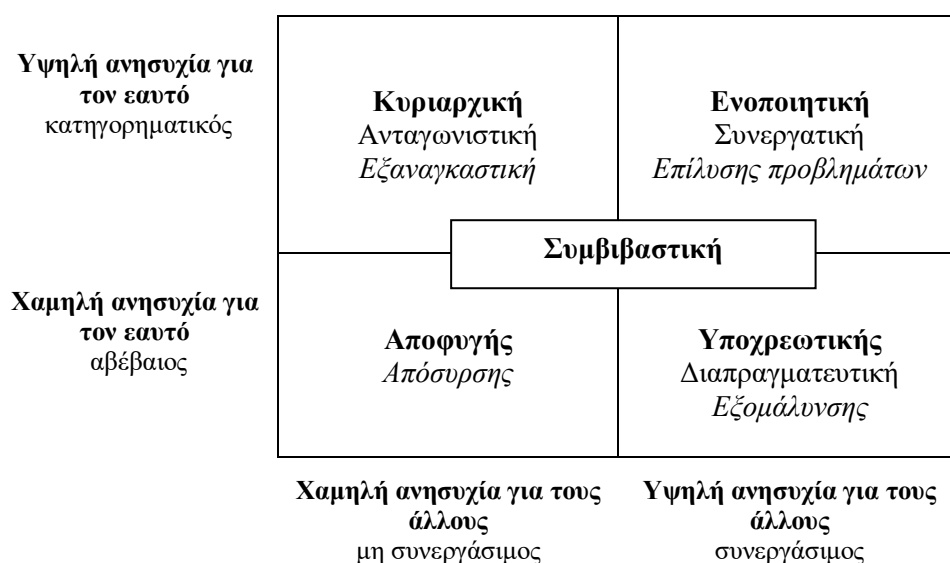 Υψηλή ανησυχία για
τον εαυτό
κατηγορηματικός
Κυριαρχική
Ανταγωνιστική
Εξαναγκαστική
Ενοποιητική
Συνεργατική
Επίλυσης προβλημάτων
Συμβιβαστική
Χαμηλή ανησυχία για
τον εαυτό
αβέβαιος
Αποφυγής
Απόσυρσης
Υποχρεωτικής
Διαπραγματευτική
Εξομάλυνσης
Χαμηλή ανησυχία για τους
άλλους
μη συνεργάσιμος
Υψηλή ανησυχία για τους
άλλους
συνεργάσιμος